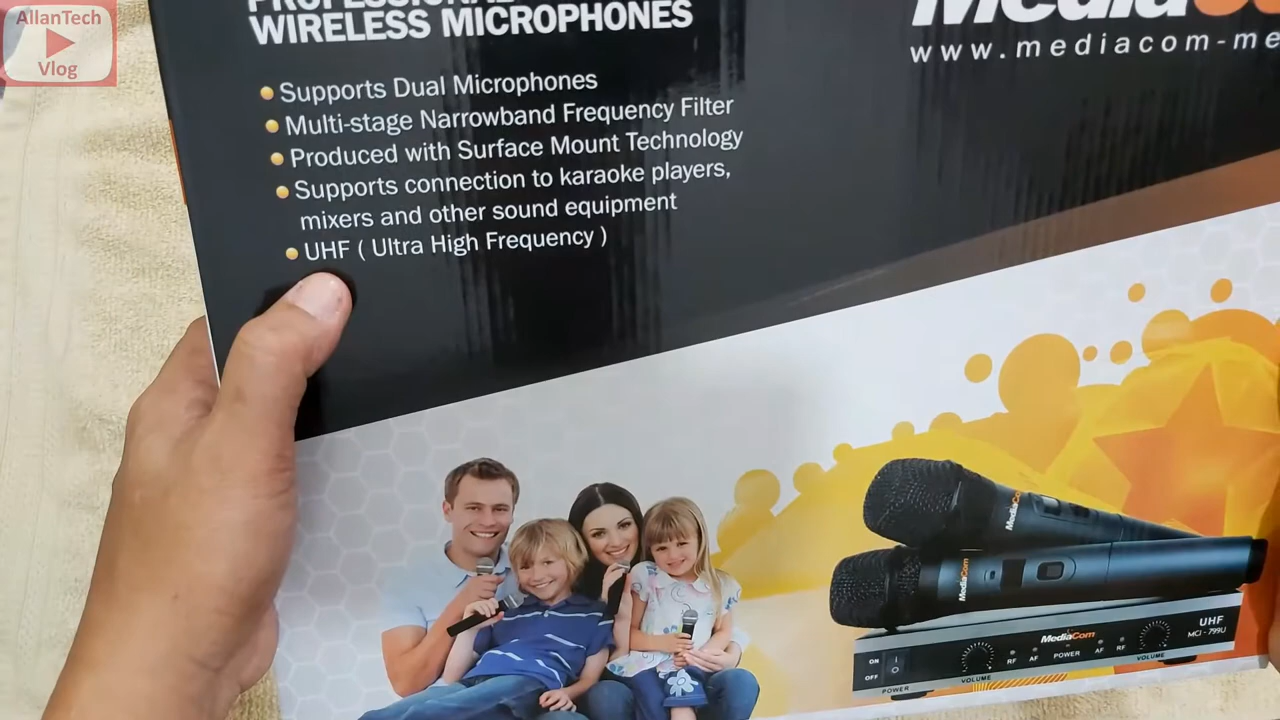 AllanTech
Vlog
PROFESSIONAL
WIRELESS MICROPHONES
Supports Dual Microphones
Multi-stage Narrowband Frequency Filter
Produced with Surface Mount Technology
Supports connection to karaoke players,
mixers and other sound equipment
UHF ( Ultra High Frequency )
www.mediacom-me
MediaCom
MediaCom
MediaCom
UHF
MCI - 799U
ON
OFF
POWER
VOLUME
RF
AF
POWER
AF
RF
VOLUME